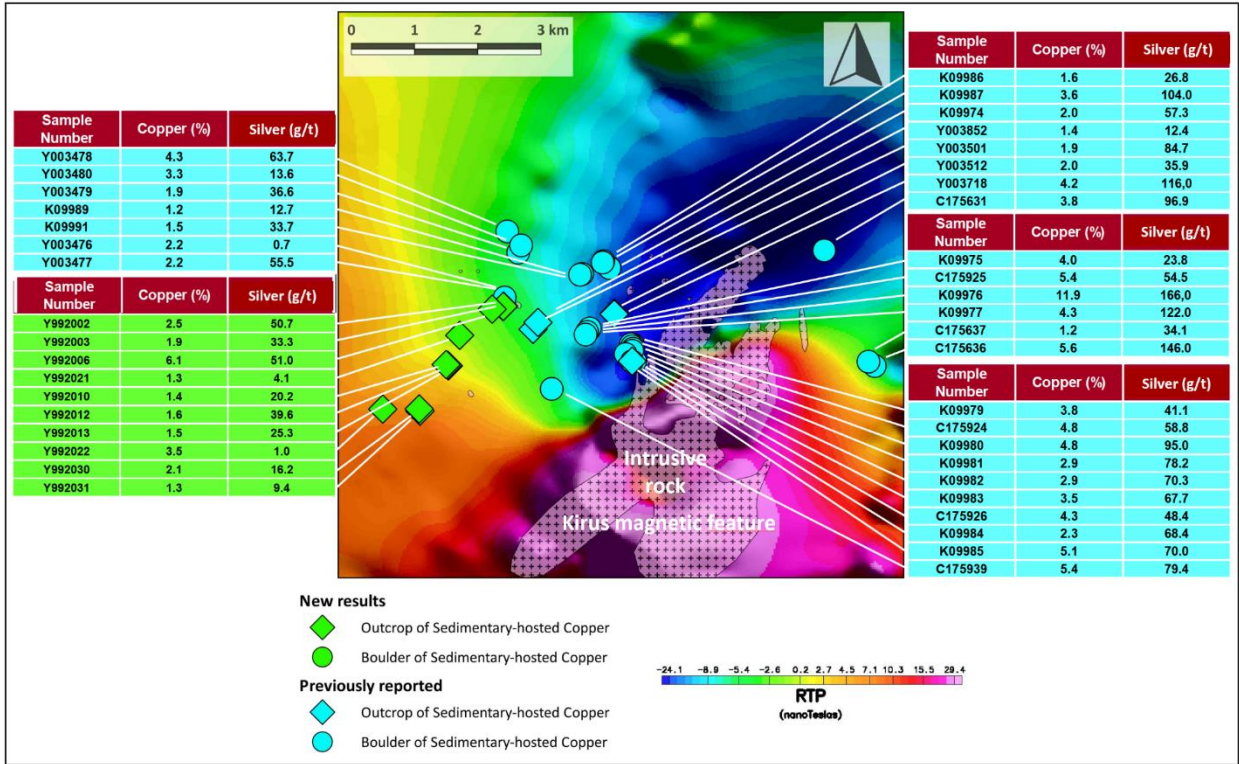 0 1 2 3 km
Sample Number Copper (%) Silver (g/t)
Y003478 4.3 63.7
Y003480 3.3 13.6
Y003479 1.9 36.6
K09989 1.2 12.7
K09991 1.5 33.7
Y003476 2.2 0.7
Y003477 2.2 55.5
Sample Number Copper (%) Silver (g/t)
Y992002 2.5 50.7
Y992003 1.9 33.3
Y992006 6.1 51.0
Y992021 1.3 4.1
Y992010 1.4 20.2
Y992012 1.6 39.6
Y992013 1.5 25.3
Y992022 3.5 1.0
Y992030 2.1 16.2
Y992031 1.3 9.4
Intrusive
rock
Kirus magnetic feature
Sample Number Copper (%) Silver (g/t)
K09986 1.6 26.8
K09987 3.6 104.0
K09974 2.0 57.3
Y003852 1.4 12.4
Y003501 1.9 84.7
Y003512 2.0 35.9
Y003718 4.2 116,0
C175631 3.8 96.9
Sample Number Copper (%) Silver (g/t)
K09975 4.0 23.8
C175925 5.4 54.5
K09976 11.9 166,0
K09977 4.3 122.0
C175637 1.2 34.1
C175636 5.6 146.0
Sample Number Copper (%) Silver (g/t)
K09979 3.8 41.1
C175924 4.8 58.8
K09980 4.8 95.0
K09981 2.9 78.2
K09982 2.9 70.3
K09983 3.5 67.7
C175926 4.3 48.4
K09984 2.3 68.4
K09985 5.1 70.0
C175939 5.4 79.4
New results
Outcrop of Sedimentary-hosted Copper
Boulder of Sedimentary-hosted Copper
Previously reported
Outcrop of Sedimentary-hosted Copper
Boulder of Sedimentary-hosted Copper
-24.1 -8.9 -5.4 -2.6 0.2 2.7 4.5 7.1 10.3 15.5 29.4
RTP
(nanoTeslas)